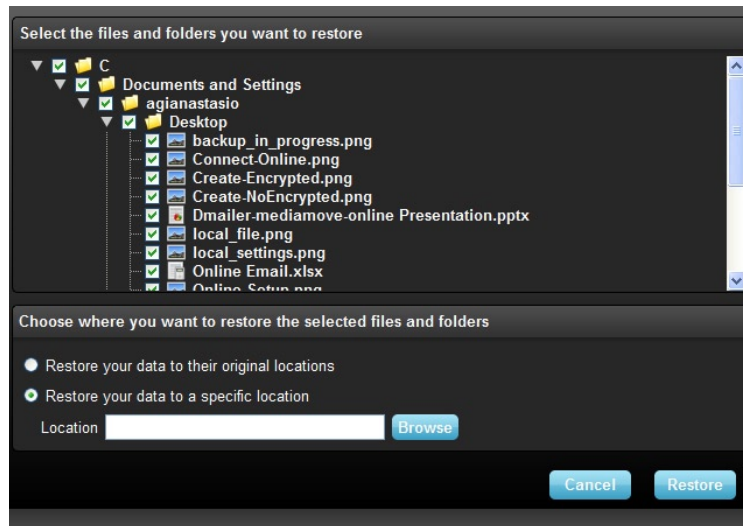 Select the files and folders you want to restore
C
Documents and Settings
agianastasio
Desktop
backup_in_progress.png
Connect-Online.png
Create-Encrypted.png
Create-NoEncrypted.png
Dmailer-mediamove-online Presentation.pptx
local_file.png
local_settings.png
Online Email.xlsx
Online-Setup.png
Choose where you want to restore the selected files and folders
Restore your data to their original locations
Restore your data to a specific location
Location Browse
Cancel Restore